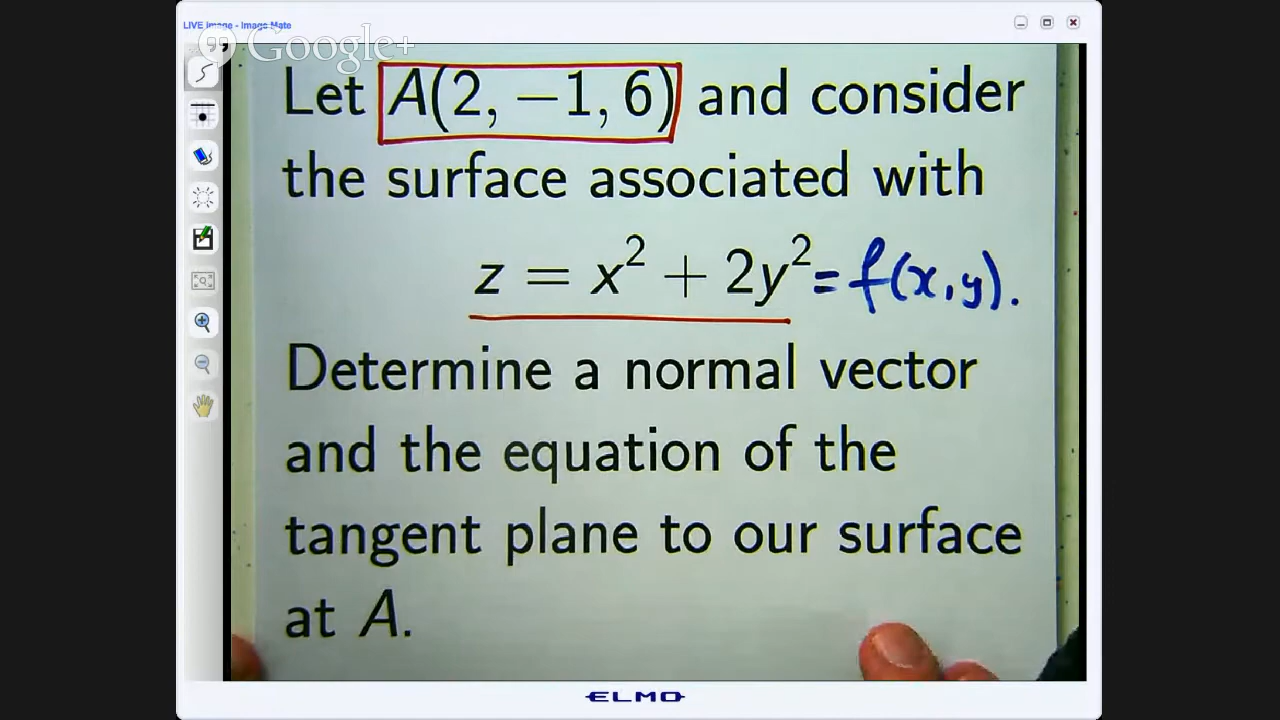 LIVE image - Image Mate
Google+
Let A(2, −1, 6) and consider
the surface associated with
z = x² + 2y² = f(x,y).
Determine a normal vector
and the equation of the
tangent plane to our surface
at A.
ELMO